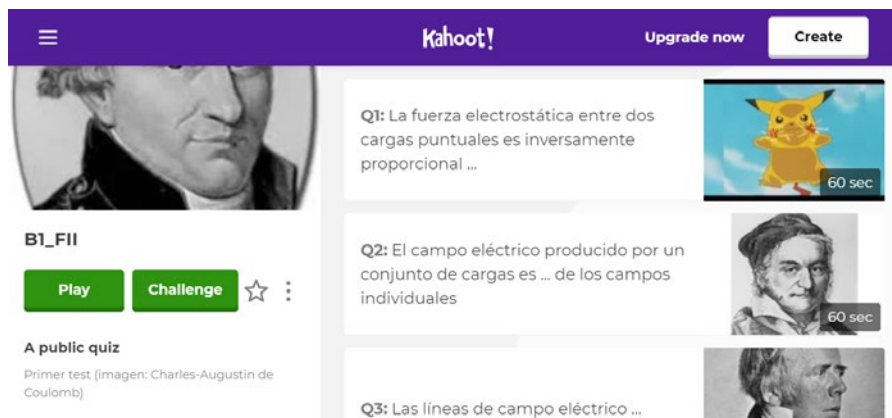 Kahoot!
Upgrade now
Create
B1_FII
Play
Challenge
A public quiz
Primer test (imagen: Charles-Augustin de
Coulomb)
Q1: La fuerza electrostática entre dos
cargas puntuales es inversamente
proporcional ...
60 sec
Q2: El campo eléctrico producido por un
conjunto de cargas es ... de los campos
individuales
60 sec
Q3: Las líneas de campo eléctrico ...